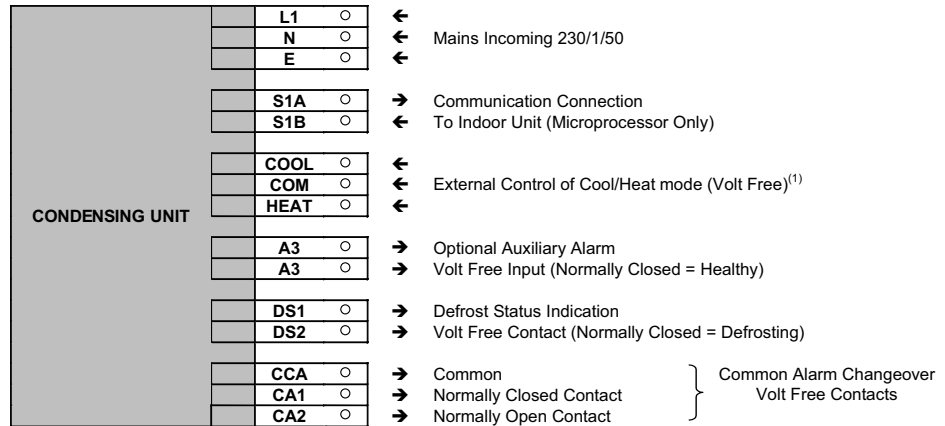 L1 ←
N ← Mains Incoming 230/1/50
E ←
S1A → Communication Connection
S1B ← To Indoor Unit (Microprocessor Only)
COOL ←
COM ← External Control of Cool/Heat mode (Volt Free)(1)
HEAT ←
CONDENSING UNIT
A3 → Optional Auxiliary Alarm
A3 → Volt Free Input (Normally Closed = Healthy)
DS1 → Defrost Status Indication
DS2 → Volt Free Contact (Normally Closed = Defrosting)
CCA → Common
CA1 → Normally Closed Contact
CA2 → Normally Open Contact
Common Alarm Changeover
Volt Free Contacts